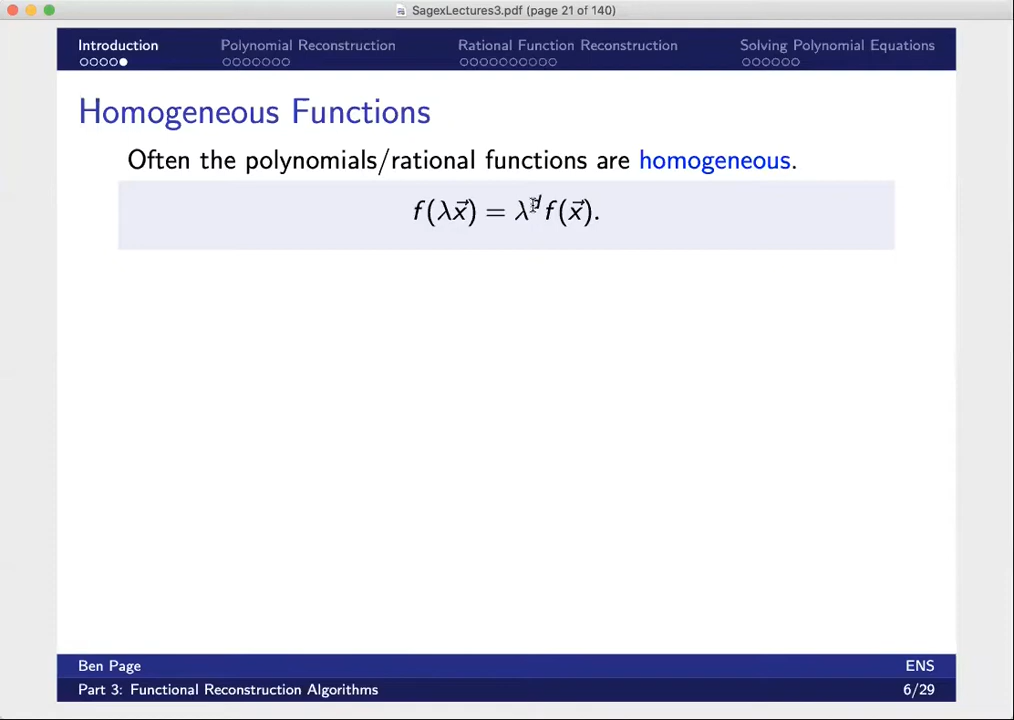 SagexLectures3.pdf (page 21 of 140)
Introduction Polynomial Reconstruction Rational Function Reconstruction Solving Polynomial Equations
Homogeneous Functions
Often the polynomials/rational functions are homogeneous.
f(λx⃗) = λ^d f(x⃗).
Ben Page ENS
Part 3: Functional Reconstruction Algorithms 6/29